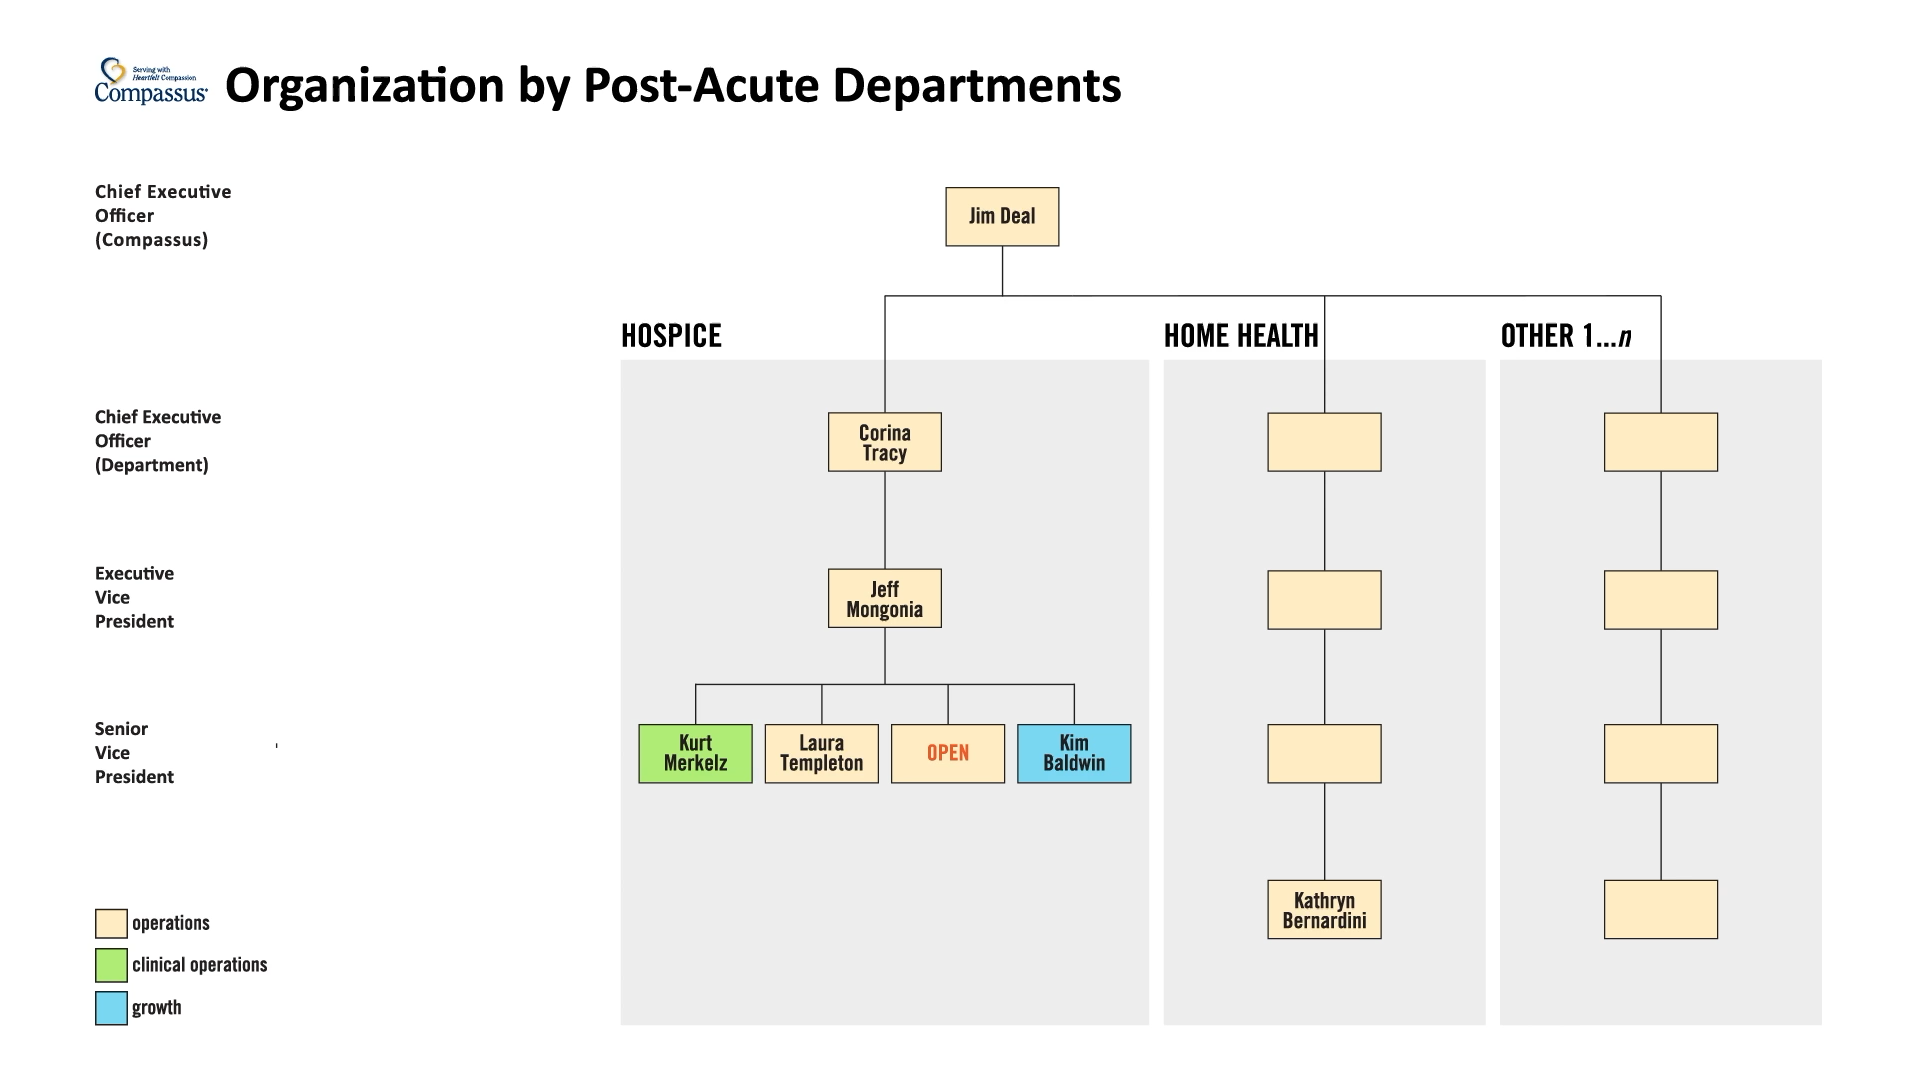 Serving with
Heartfelt Compassion
Compassus
Organization by Post-Acute Departments
Chief Executive
Officer
(Compassus)
Jim Deal
HOSPICE
HOME HEALTH
OTHER 1...n
Chief Executive
Officer
(Department)
Corina
Tracy
Executive
Vice
President
Jeff
Mongonia
Senior
Vice
President
Kurt
Merkelz
Laura
Templeton
OPEN
Kim
Baldwin
Kathryn
Bernardini
operations
clinical operations
growth